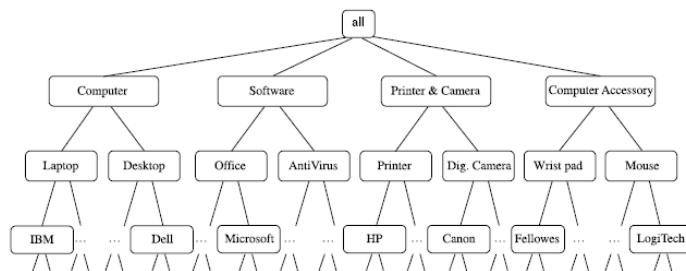 all
Computer Software Printer & Camera Computer Accessory
Laptop Desktop Office AntiVirus Printer Dig. Camera Wrist pad Mouse
IBM ... ... Dell ... Microsoft ... ... HP ... Canon ... Fellowes ... ... LogiTech